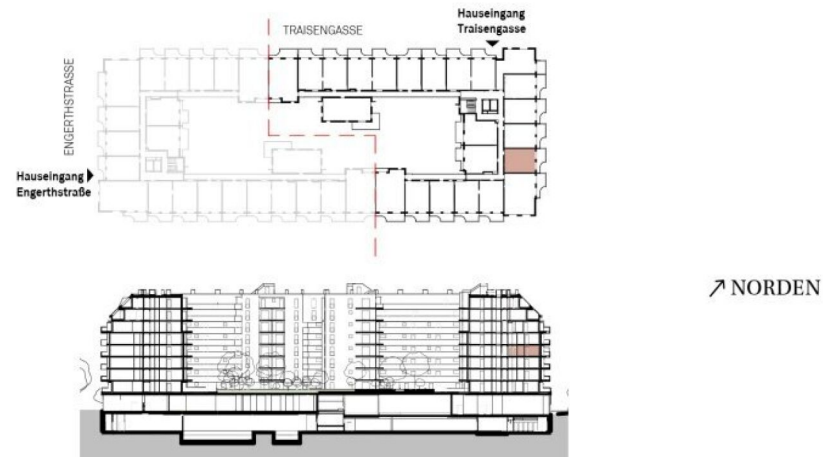 Hauseingang
Traisengasse
TRAISENGASSE
ENGERTHSTRASSE
Hauseingang
Engerthstraße
NORDEN